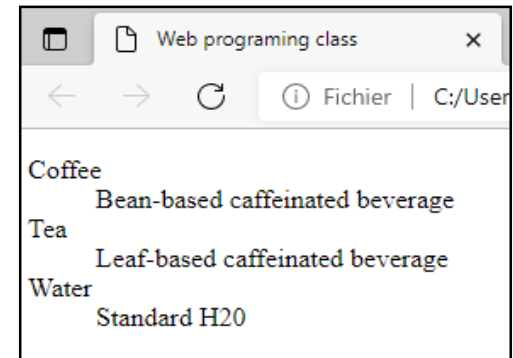 Web programing class
Fichier | C:/User
Coffee
Bean-based caffeinated beverage
Tea
Leaf-based caffeinated beverage
Water
Standard H20